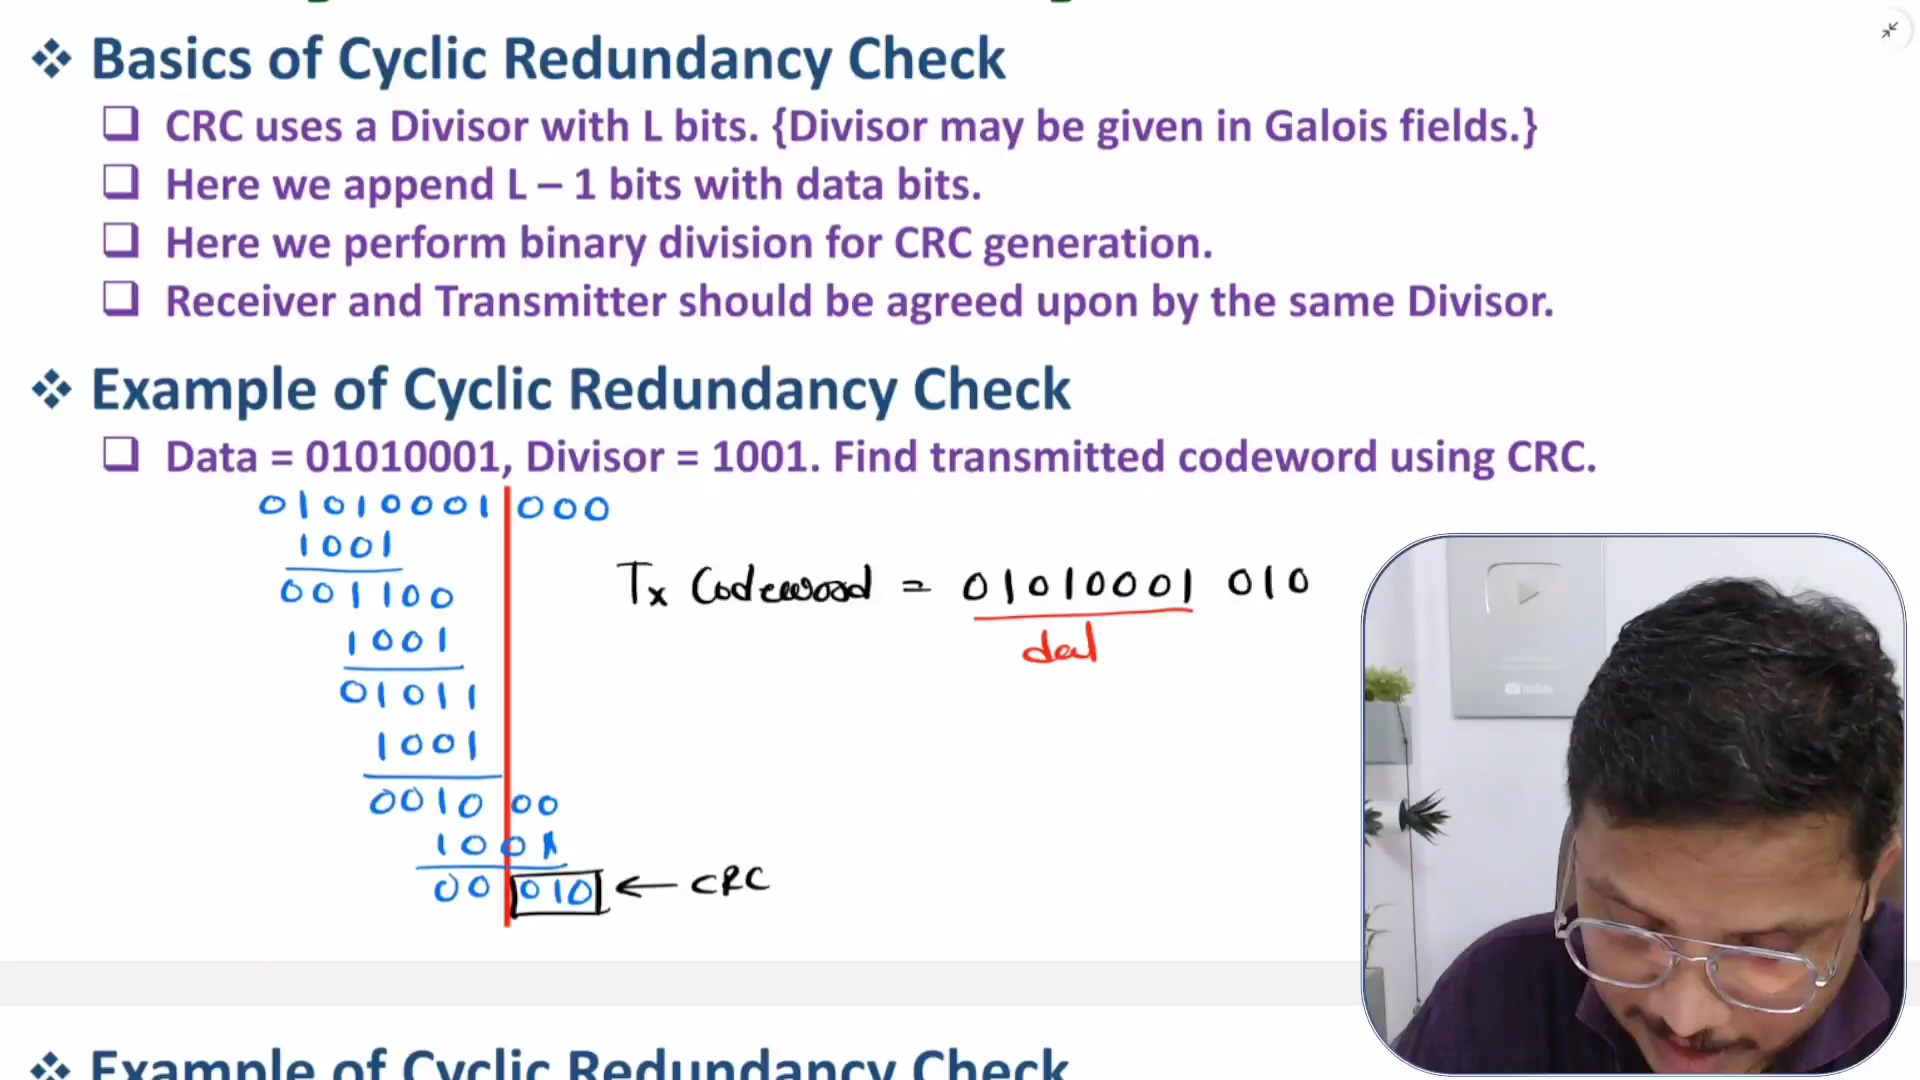 ❖ Basics of Cyclic Redundancy Check
❑ CRC uses a Divisor with L bits. {Divisor may be given in Galois fields.}
❑ Here we append L – 1 bits with data bits.
❑ Here we perform binary division for CRC generation.
❑ Receiver and Transmitter should be agreed upon by the same Divisor.
❖ Example of Cyclic Redundancy Check
❑ Data = 01010001, Divisor = 1001. Find transmitted codeword using CRC.
01010001 000
1001
Tx Codeword = 01010001 010
001100
1001
dat
01011
1001
0010 00
1001
00 010 ← CRC
❖ Example of Cyclic Redundancy Check